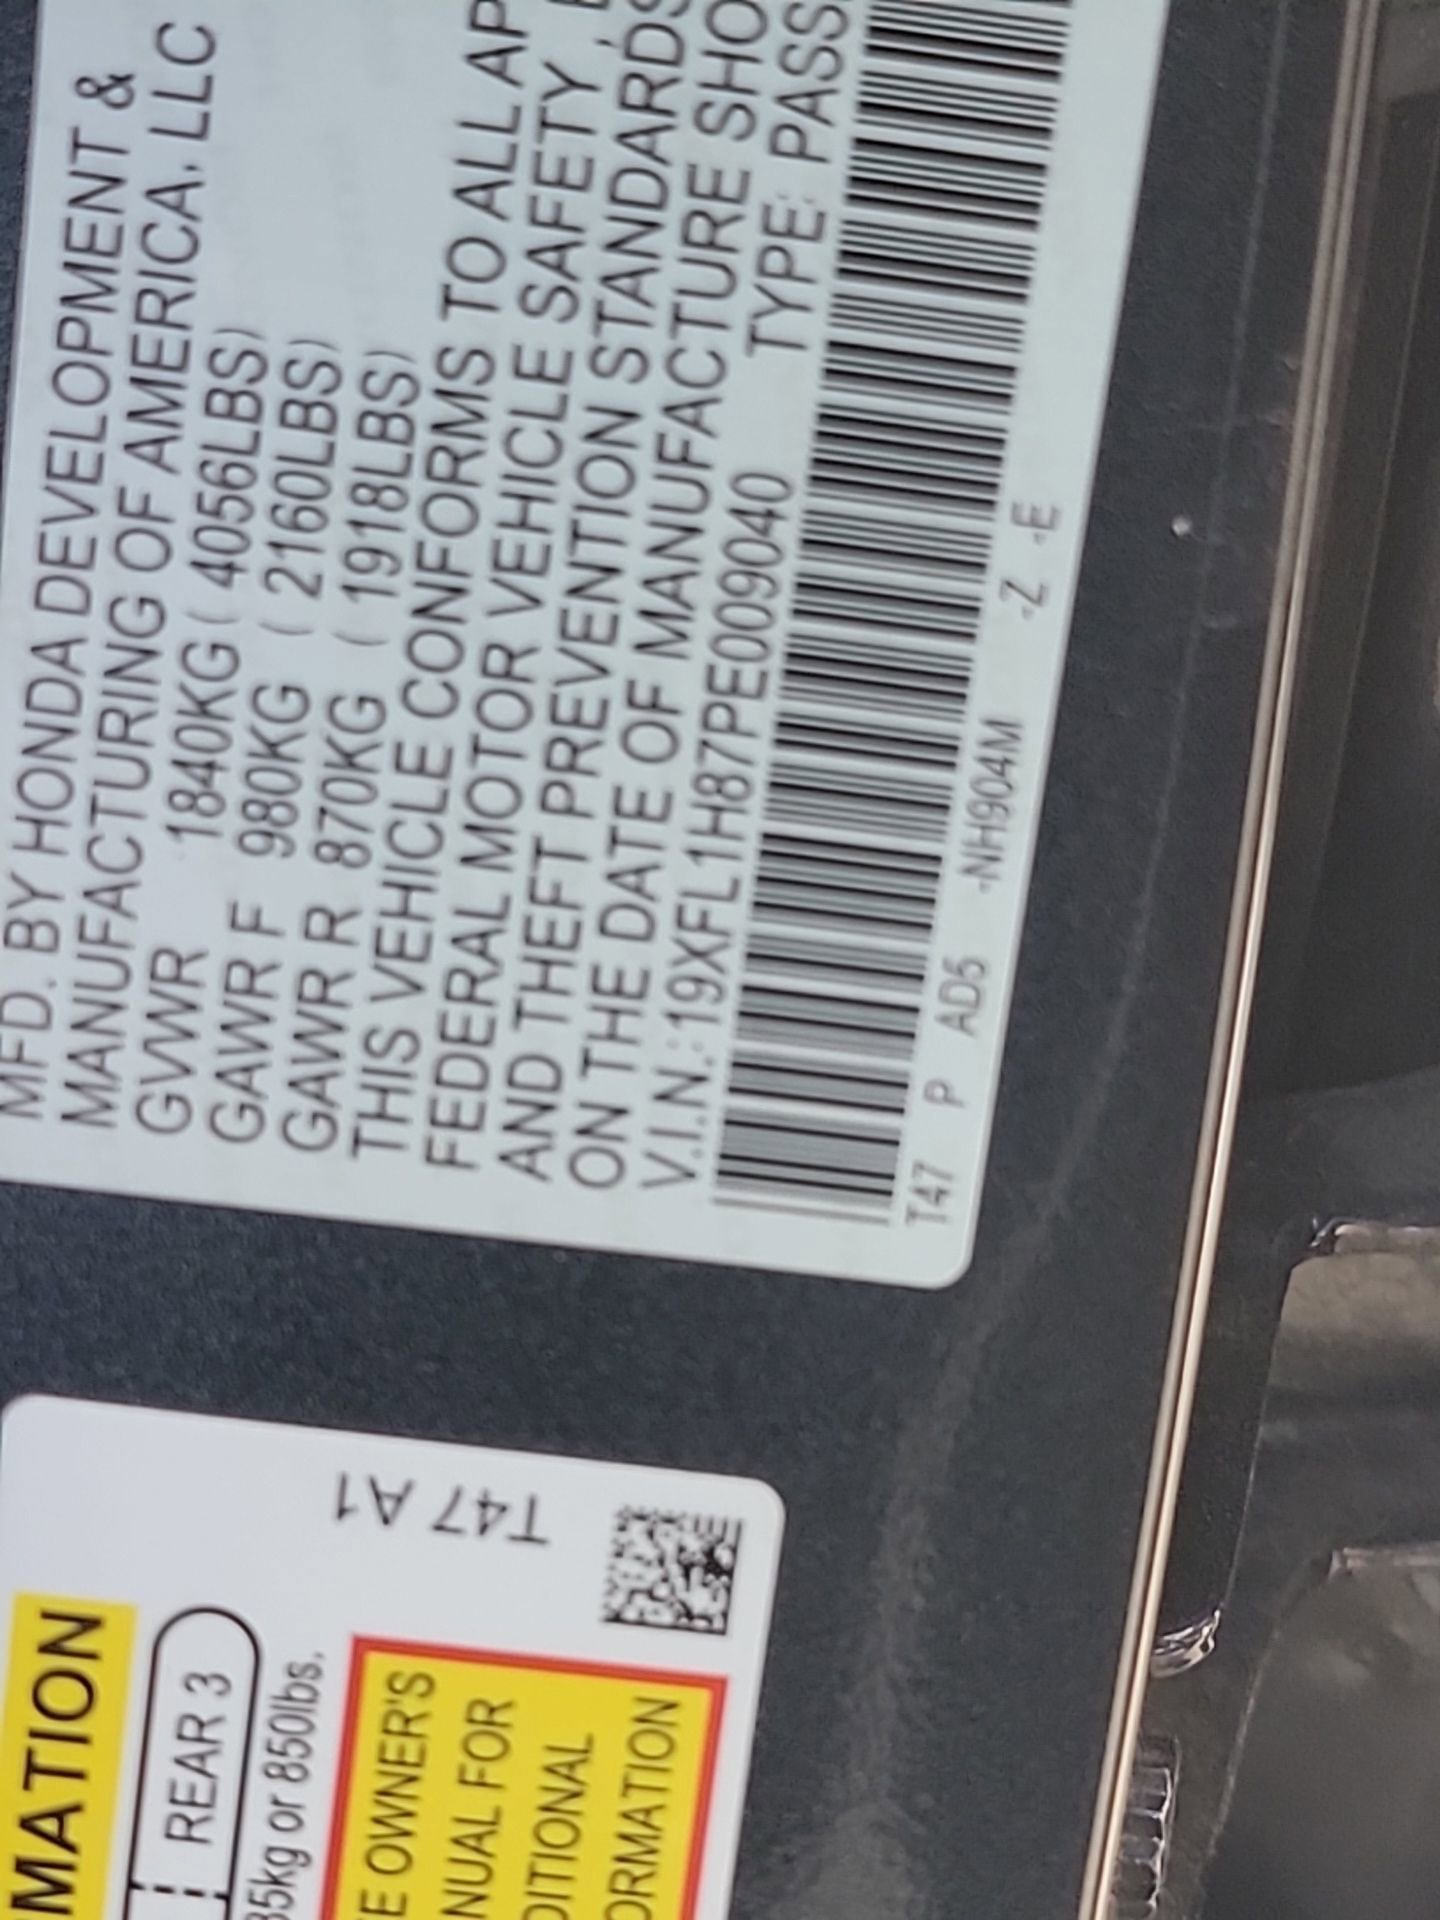 MFD. BY HONDA DEVELOPMENT &
MANUFACTURING OF AMERICA, LLC
GVWR 1840KG ( 4056LBS)
GAWR F 980KG ( 2160LBS)
GAWR R 870KG ( 1918LBS)
THIS VEHICLE CONFORMS TO ALL AP
FEDERAL MOTOR VEHICLE SAFETY,
AND THEFT PREVENTION STANDARDS
ON THE DATE OF MANUFACTURE SHO
V.I.N.:19XFL1H87PE009040 TYPE: PASS
T47 P AD5 -NH904M -Z -E
T47 A1
MATION
REAR 3
85kg or 850lbs.
E OWNER'S
NUAL FOR
DITIONAL
ORMATION